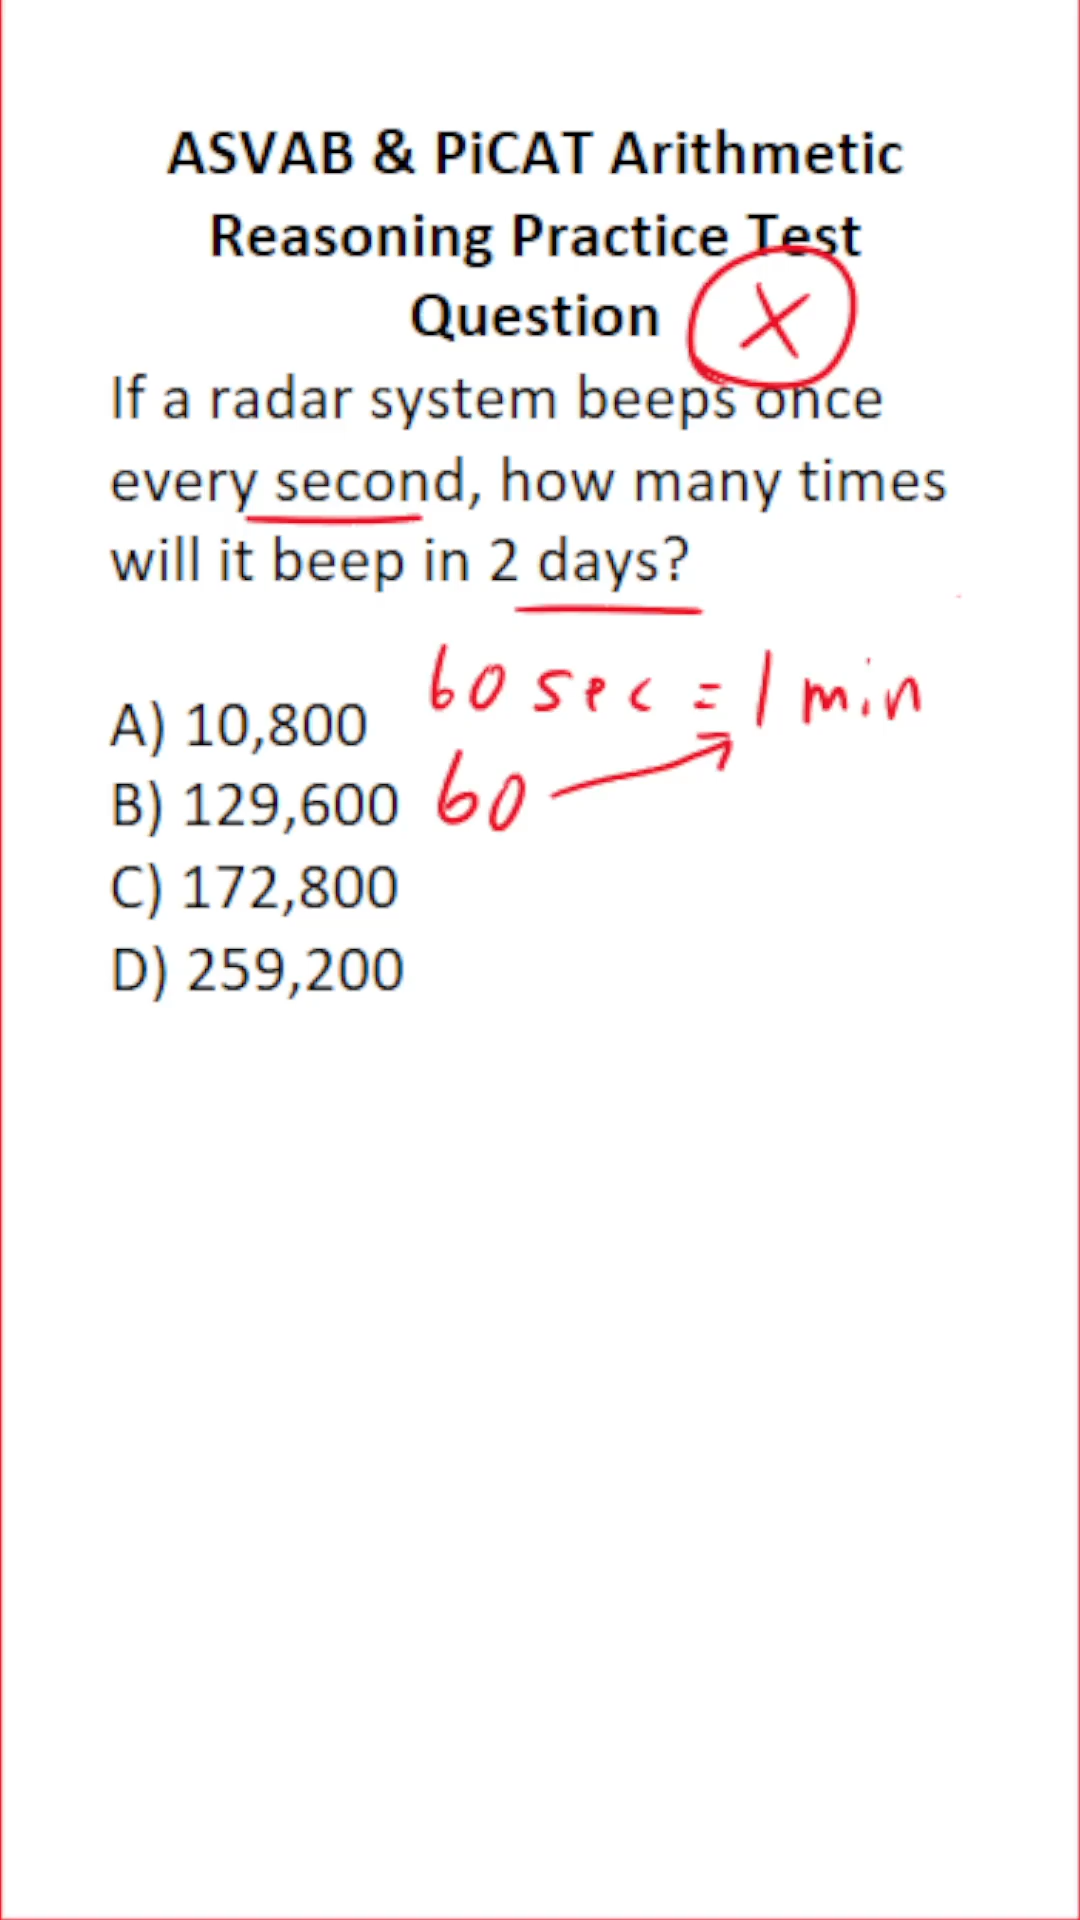 ASVAB & PiCAT Arithmetic
Reasoning Practice Test
Question X
If a radar system beeps once
every second, how many times
will it beep in 2 days?
60 sec = 1 min
A) 10,800
60
B) 129,600
C) 172,800
D) 259,200